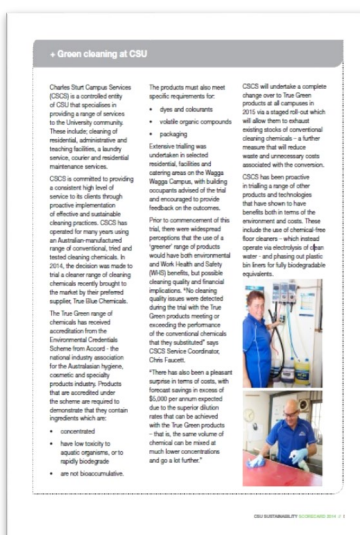 + Green cleaning at CSU
Charles Sturt Campus Services
(CSCS) is a controlled entity
of CSU that specialises in
providing a range of services
to the University community.
These include; cleaning of
residential, administrative and
teaching facilities, a laundry
service, courier and residential
maintenance services.
CSCS is committed to providing
a consistent high level of
service to its clients through
proactive implementation
of effective and sustainable
cleaning practices. CSCS has
operated for many years using
an Australian-manufactured
range of conventional, tried and
tested cleaning chemicals. In
2014, the decision was made to
trial a cleaner range of cleaning
chemicals recently brought to
the market by their preferred
supplier, True Blue Chemicals.
The True Green range of
chemicals has received
accreditation from the
Environmental Credentials
Scheme from Accord - the
national industry association
for the Australasian hygiene,
cosmetic and specialty
products industry. Products
that are accredited under
the scheme are required to
demonstrate that they contain
ingredients which are:
• concentrated
• have low toxicity to
aquatic organisms, or to
rapidly biodegrade
• are not bioaccumulative.
The products must also meet
specific requirements for:
• dyes and colourants
• volatile organic compounds
• packaging
Extensive trialling was
undertaken in selected
residential, facilities and
catering areas on the Wagga
Wagga Campus, with building
occupants advised of the trial
and encouraged to provide
feedback on the outcomes.
Prior to commencement of this
trial, there were widespread
perceptions that the use of a
'greener' range of products
would have both environmental
and Work Health and Safety
(WHS) benefits, but possible
cleaning quality and financial
implications. "No cleaning
quality issues were detected
during the trial with the True
Green products meeting or
exceeding the performance
of the conventional chemicals
that they substituted" says
CSCS Service Coordinator,
Chris Faucett.
"There has also been a pleasant
surprise in terms of costs, with
forecast savings in excess of
$5,000 per annum expected
due to the superior dilution
rates that can be achieved
with the True Green products
– that is, the same volume of
chemical can be mixed at
much lower concentrations
and go a lot further."
CSCS will undertake a complete
change over to True Green
products at all campuses in
2015 via a staged roll-out which
will allow them to exhaust
existing stocks of conventional
cleaning chemicals – a further
measure that will reduce
waste and unnecessary costs
associated with the conversion.
CSCS has been proactive
in trialling a range of other
products and technologies
that have shown to have
benefits both in terms of the
environment and costs. These
include the use of chemical-free
floor cleaners - which instead
operate via electrolysis of clean
water - and phasing out plastic
bin liners for fully biodegradable
equivalents.
CSU SUSTAINABILITY SCORECARD 2014